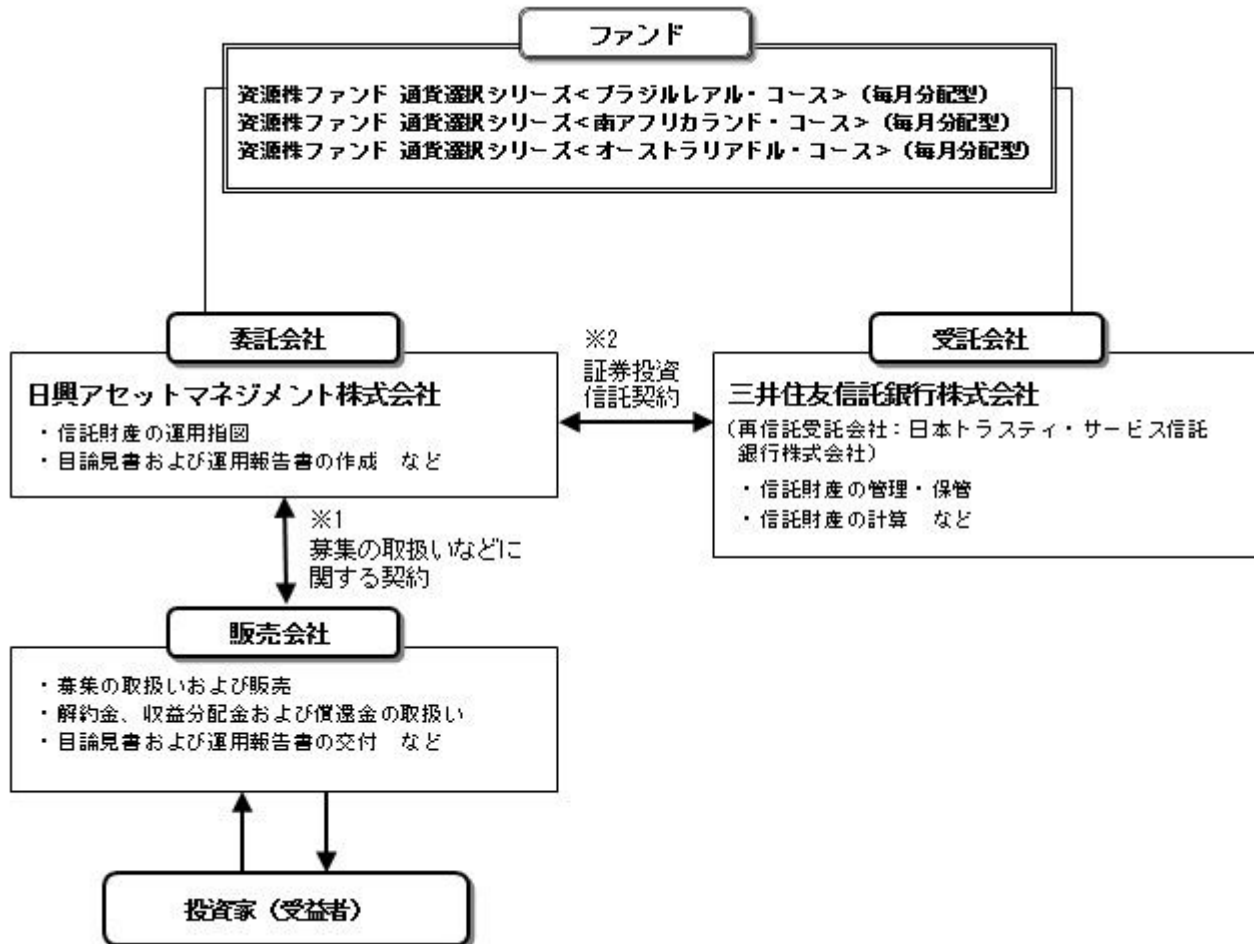 ファンド
資源株ファンド 通貨選択シリーズ<ブラジルレアル・コース>(毎月分配型)
資源株ファンド 通貨選択シリーズ<南アフリカランド・コース>(毎月分配型)
資源株ファンド 通貨選択シリーズ<オーストラリアドル・コース>(毎月分配型)
委託会社
日興アセットマネジメント株式会社
・信託財産の運用指図
・目論見書および運用報告書の作成 など
※2
証券投資
信託契約
受託会社
三井住友信託銀行株式会社
(再信託受託会社:日本トラスティ・サービス信託
銀行株式会社)
・信託財産の管理・保管
・信託財産の計算 など
※1
募集の取扱いなどに
関する契約
販売会社
・募集の取扱いおよび販売
・解約金、収益分配金および償還金の取扱い
・目論見書および運用報告書の交付 など
投資家(受益者)